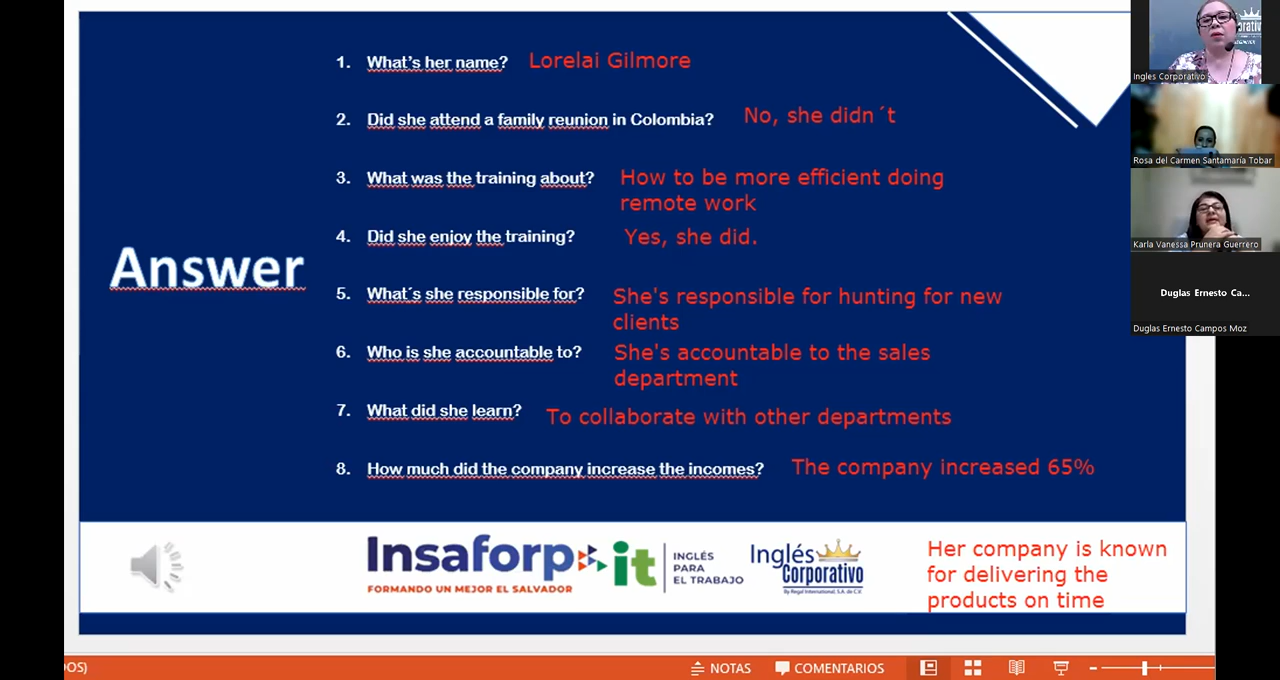 1. What's her name? Lorelai Gilmore
2. Did she attend a family reunion in Colombia? No, she didn´t
3. What was the training about? How to be more efficient doing
remote work
4. Did she enjoy the training? Yes, she did.
Answer
5. What´s she responsible for? She's responsible for hunting for new
clients
6. Who is she accountable to? She's accountable to the sales
department
7. What did she learn? To collaborate with other departments
8. How much did the company increase the incomes? The company increased 65%
Insaforp
FORMANDO UN MEJOR EL SALVADOR
it
INGLÉS
PARA
EL TRABAJO
Inglés
Corporativo
By Regal International, S.A. de C.V.
Her company is known
for delivering the
products on time
Ingles Corporativo
Rosa del Carmen Santamaría Tobar
Karla Vanessa Prunera Guerrero
Duglas Ernesto Ca...
Duglas Ernesto Campos Moz
DOS)
NOTAS
COMENTARIOS